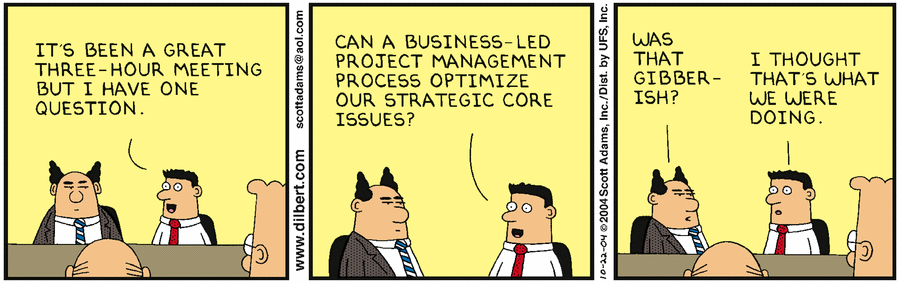 IT'S BEEN A GREAT
THREE-HOUR MEETING
BUT I HAVE ONE
QUESTION.
www.dilbert.com
scottadams@aol.com
CAN A BUSINESS-LED
PROJECT MANAGEMENT
PROCESS OPTIMIZE
OUR STRATEGIC CORE
ISSUES?
10-22-04 © 2004 Scott Adams, Inc./Dist. by UFS, Inc.
WAS
THAT
GIBBER-
ISH?
I THOUGHT
THAT'S WHAT
WE WERE
DOING.